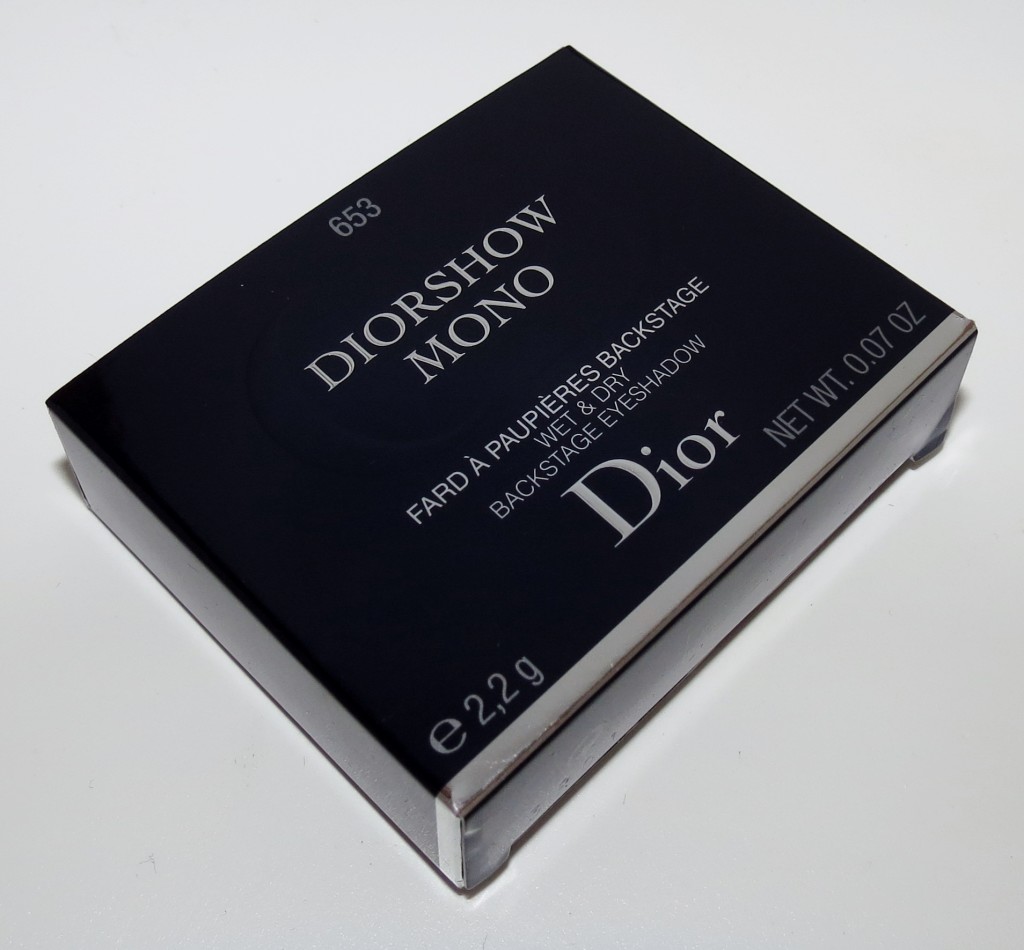 653
DIORSHOW
MONO
FARD À PAUPIÈRES BACKSTAGE
WET & DRY
BACKSTAGE EYESHADOW
Dior
℮ 2,2 g
NET WT. 0.07 OZ